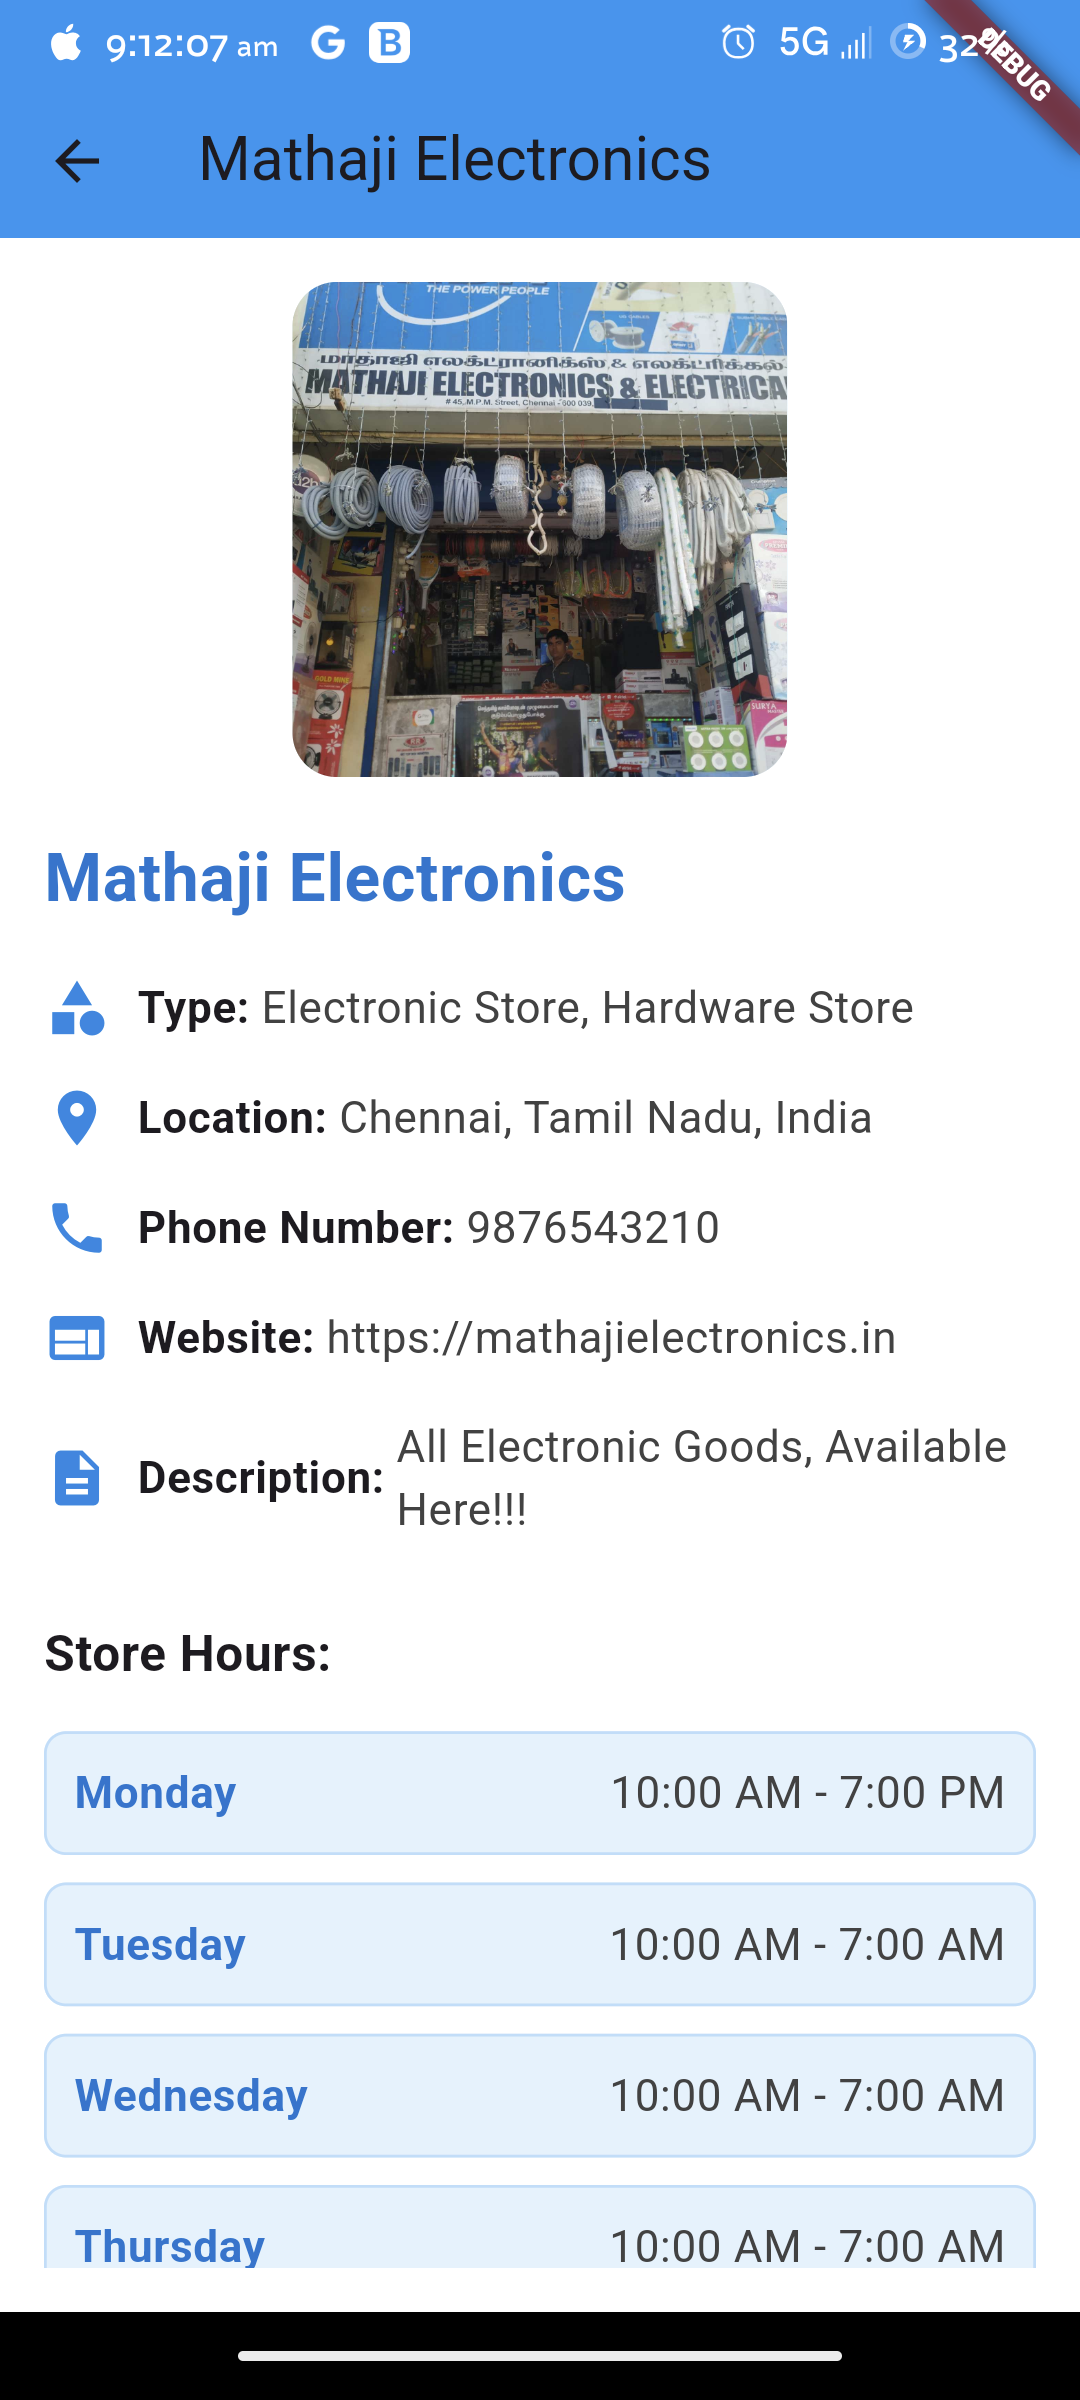 9:12:07 am
5G
32
DEBUG
Mathaji Electronics
THE POWER PEOPLE
மாதாஜி எலக்ட்ரானிக்ஸ் & எலக்ட்ரிக்கல்
MATHAJI ELECTRONICS & ELECTRICA
# 45, M.P.M. Street, Chennai - 600 039.
GOLD MINE
SURYA
Mathaji Electronics
Type: Electronic Store, Hardware Store
Location: Chennai, Tamil Nadu, India
Phone Number: 9876543210
Website: https://mathajielectronics.in
Description: All Electronic Goods, Available
Here!!!
Store Hours:
Monday 10:00 AM - 7:00 PM
Tuesday 10:00 AM - 7:00 AM
Wednesday 10:00 AM - 7:00 AM
Thursday 10:00 AM - 7:00 AM